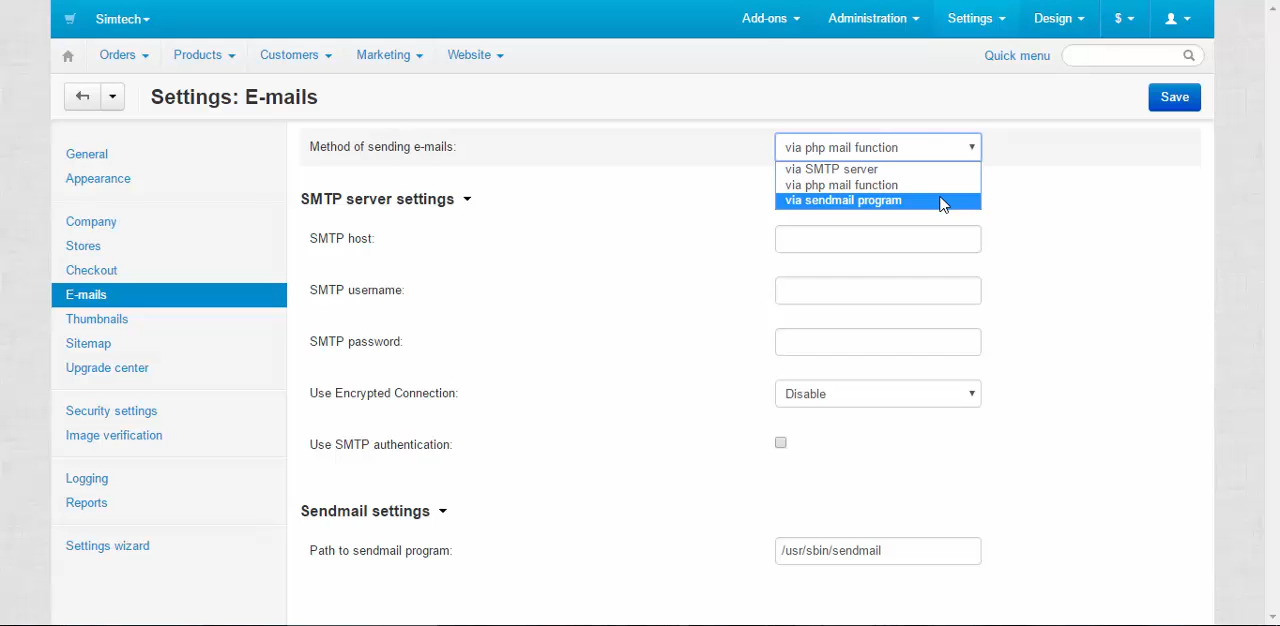 Simtech
Add-ons
Administration
Settings
Design
$
Orders
Products
Customers
Marketing
Website
Quick menu
Settings: E-mails
Save
General
Appearance
Company
Stores
Checkout
E-mails
Thumbnails
Sitemap
Upgrade center
Security settings
Image verification
Logging
Reports
Settings wizard
Method of sending e-mails:
via php mail function
via SMTP server
via php mail function
via sendmail program
SMTP server settings
SMTP host:
SMTP username:
SMTP password:
Use Encrypted Connection:
Disable
Use SMTP authentication:
Sendmail settings
Path to sendmail program:
/usr/sbin/sendmail